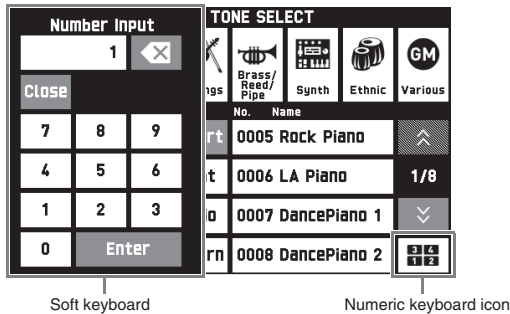 Number Input
1
Close
7 8 9
4 5 6
1 2 3
0 Enter
TONE SELECT
ngs
Brass/
Reed/
Pipe
Synth
Ethnic
GM
Various
No. Name
rt 0005 Rock Piano
t 0006 LA Piano 1/8
io 0007 DancePiano 1
rn 0008 DancePiano 2
3 4
1 2
Soft keyboard
Numeric keyboard icon